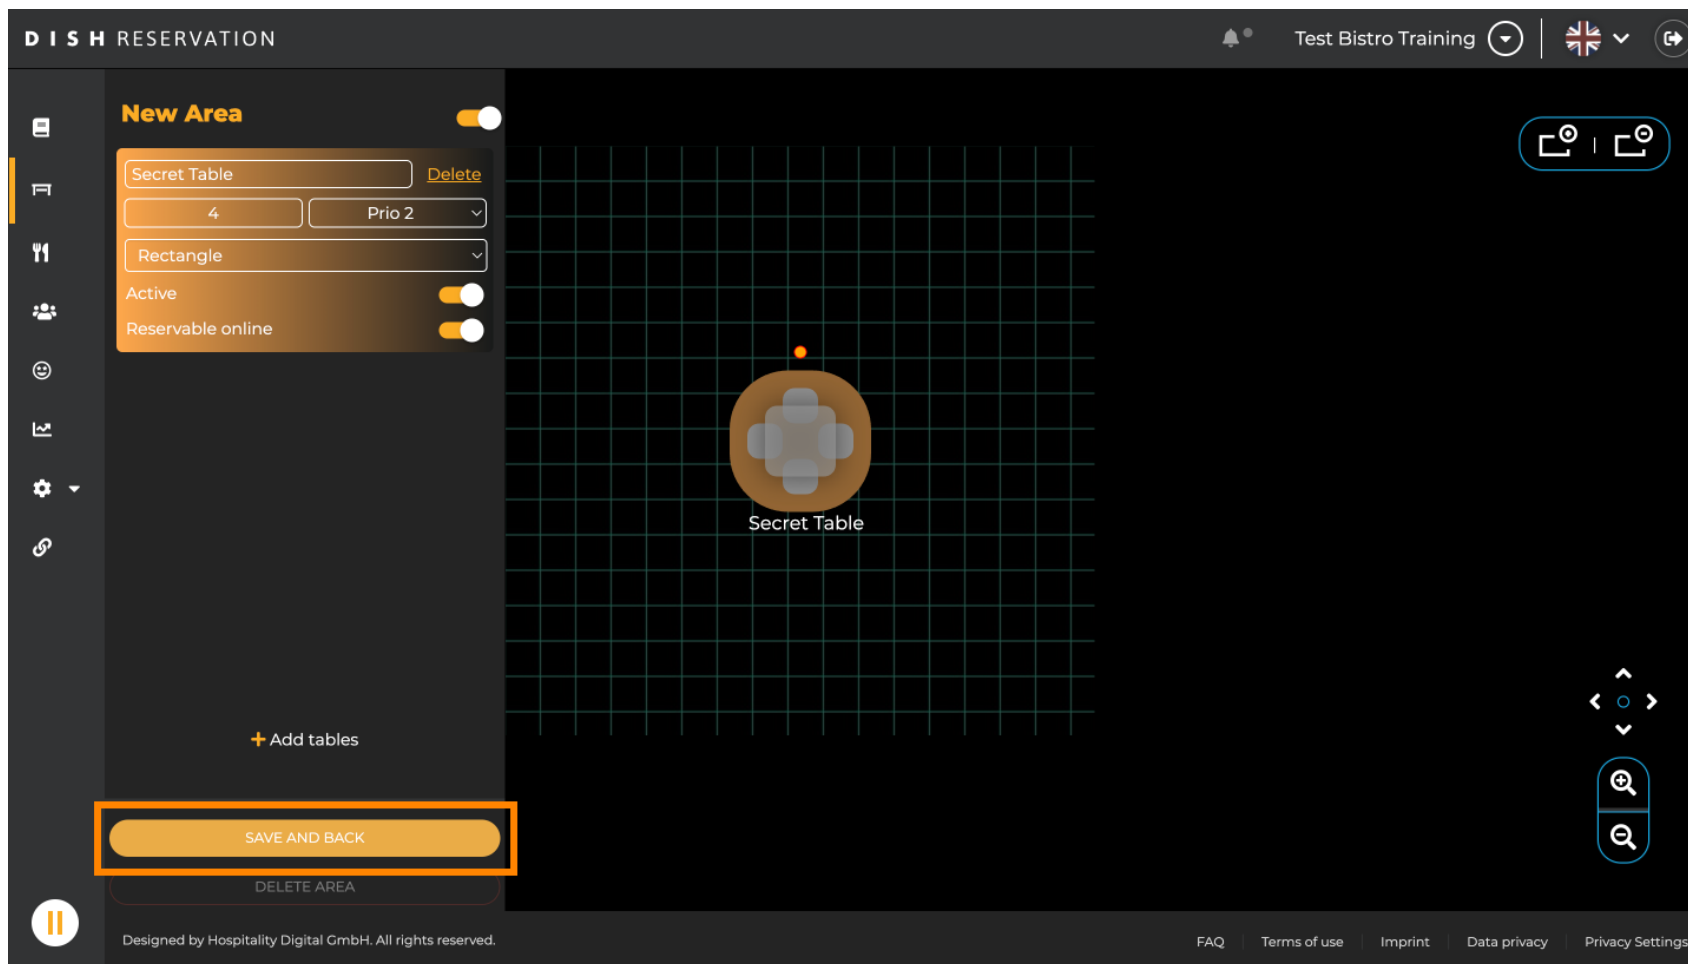 DISH RESERVATION
Test Bistro Training
New Area
Secret Table
Delete
4
Prio 2
Rectangle
Active
Reservable online
Secret Table
+ Add tables
SAVE AND BACK
DELETE AREA
Designed by Hospitality Digital GmbH. All rights reserved.
FAQ
Terms of use
Imprint
Data privacy
Privacy Settings